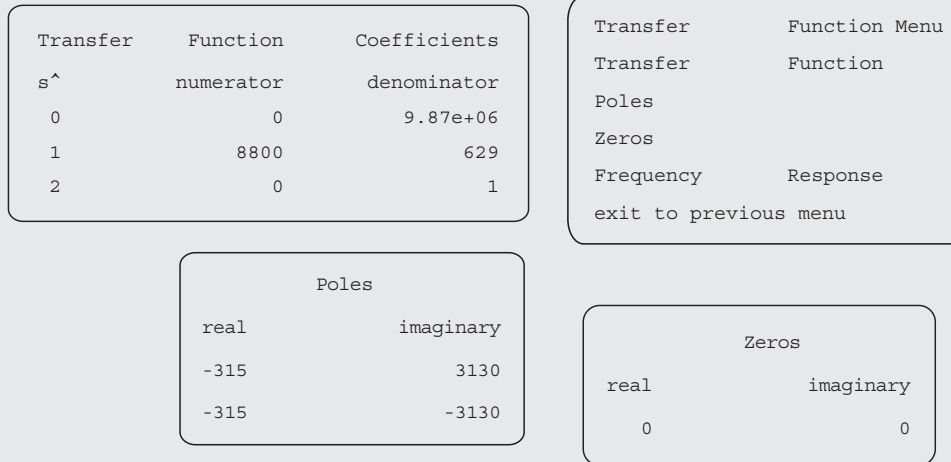 Transfer Function Coefficients
s^ numerator denominator
0 0 9.87e+06
1 8800 629
2 0 1
Transfer Function Menu
Transfer Function
Poles
Zeros
Frequency Response
exit to previous menu
Poles
real imaginary
-315 3130
-315 -3130
Zeros
real imaginary
0 0